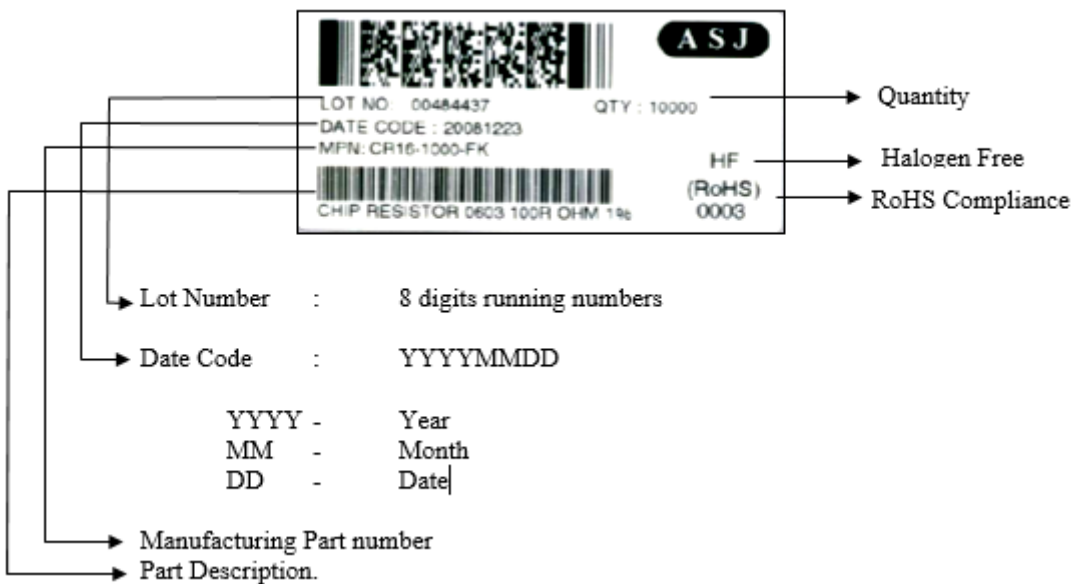 ASJ
LOT NO: 00484437 QTY : 10000
Quantity
DATE CODE : 20081223
MPN: CR16-1000-FK
HF
Halogen Free
(RoHS)
0003
RoHS Compliance
CHIP RESISTOR 0603 100R OHM 1%
Lot Number : 8 digits running numbers
Date Code : YYYYMMDD
YYYY - Year
MM - Month
DD - Date
Manufacturing Part number
Part Description.